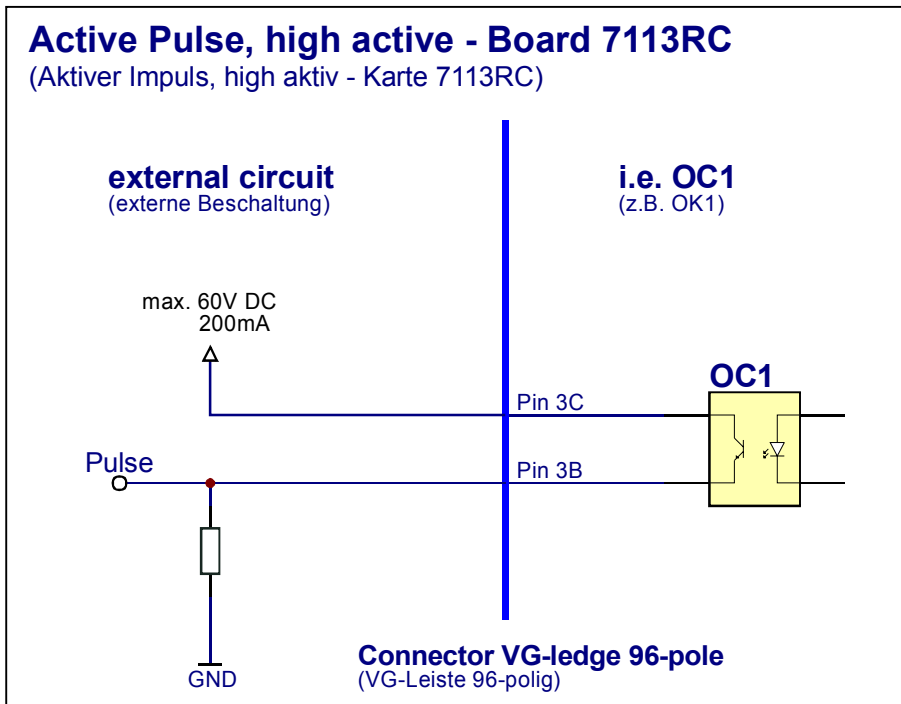 Active Pulse, high active - Board 7113RC
(Aktiver Impuls, high aktiv - Karte 7113RC)
external circuit
(externe Beschaltung)
i.e. OC1
(z.B. OK1)
max. 60V DC
200mA
OC1
Pin 3C
Pulse
Pin 3B
GND
Connector VG-ledge 96-pole
(VG-Leiste 96-polig)